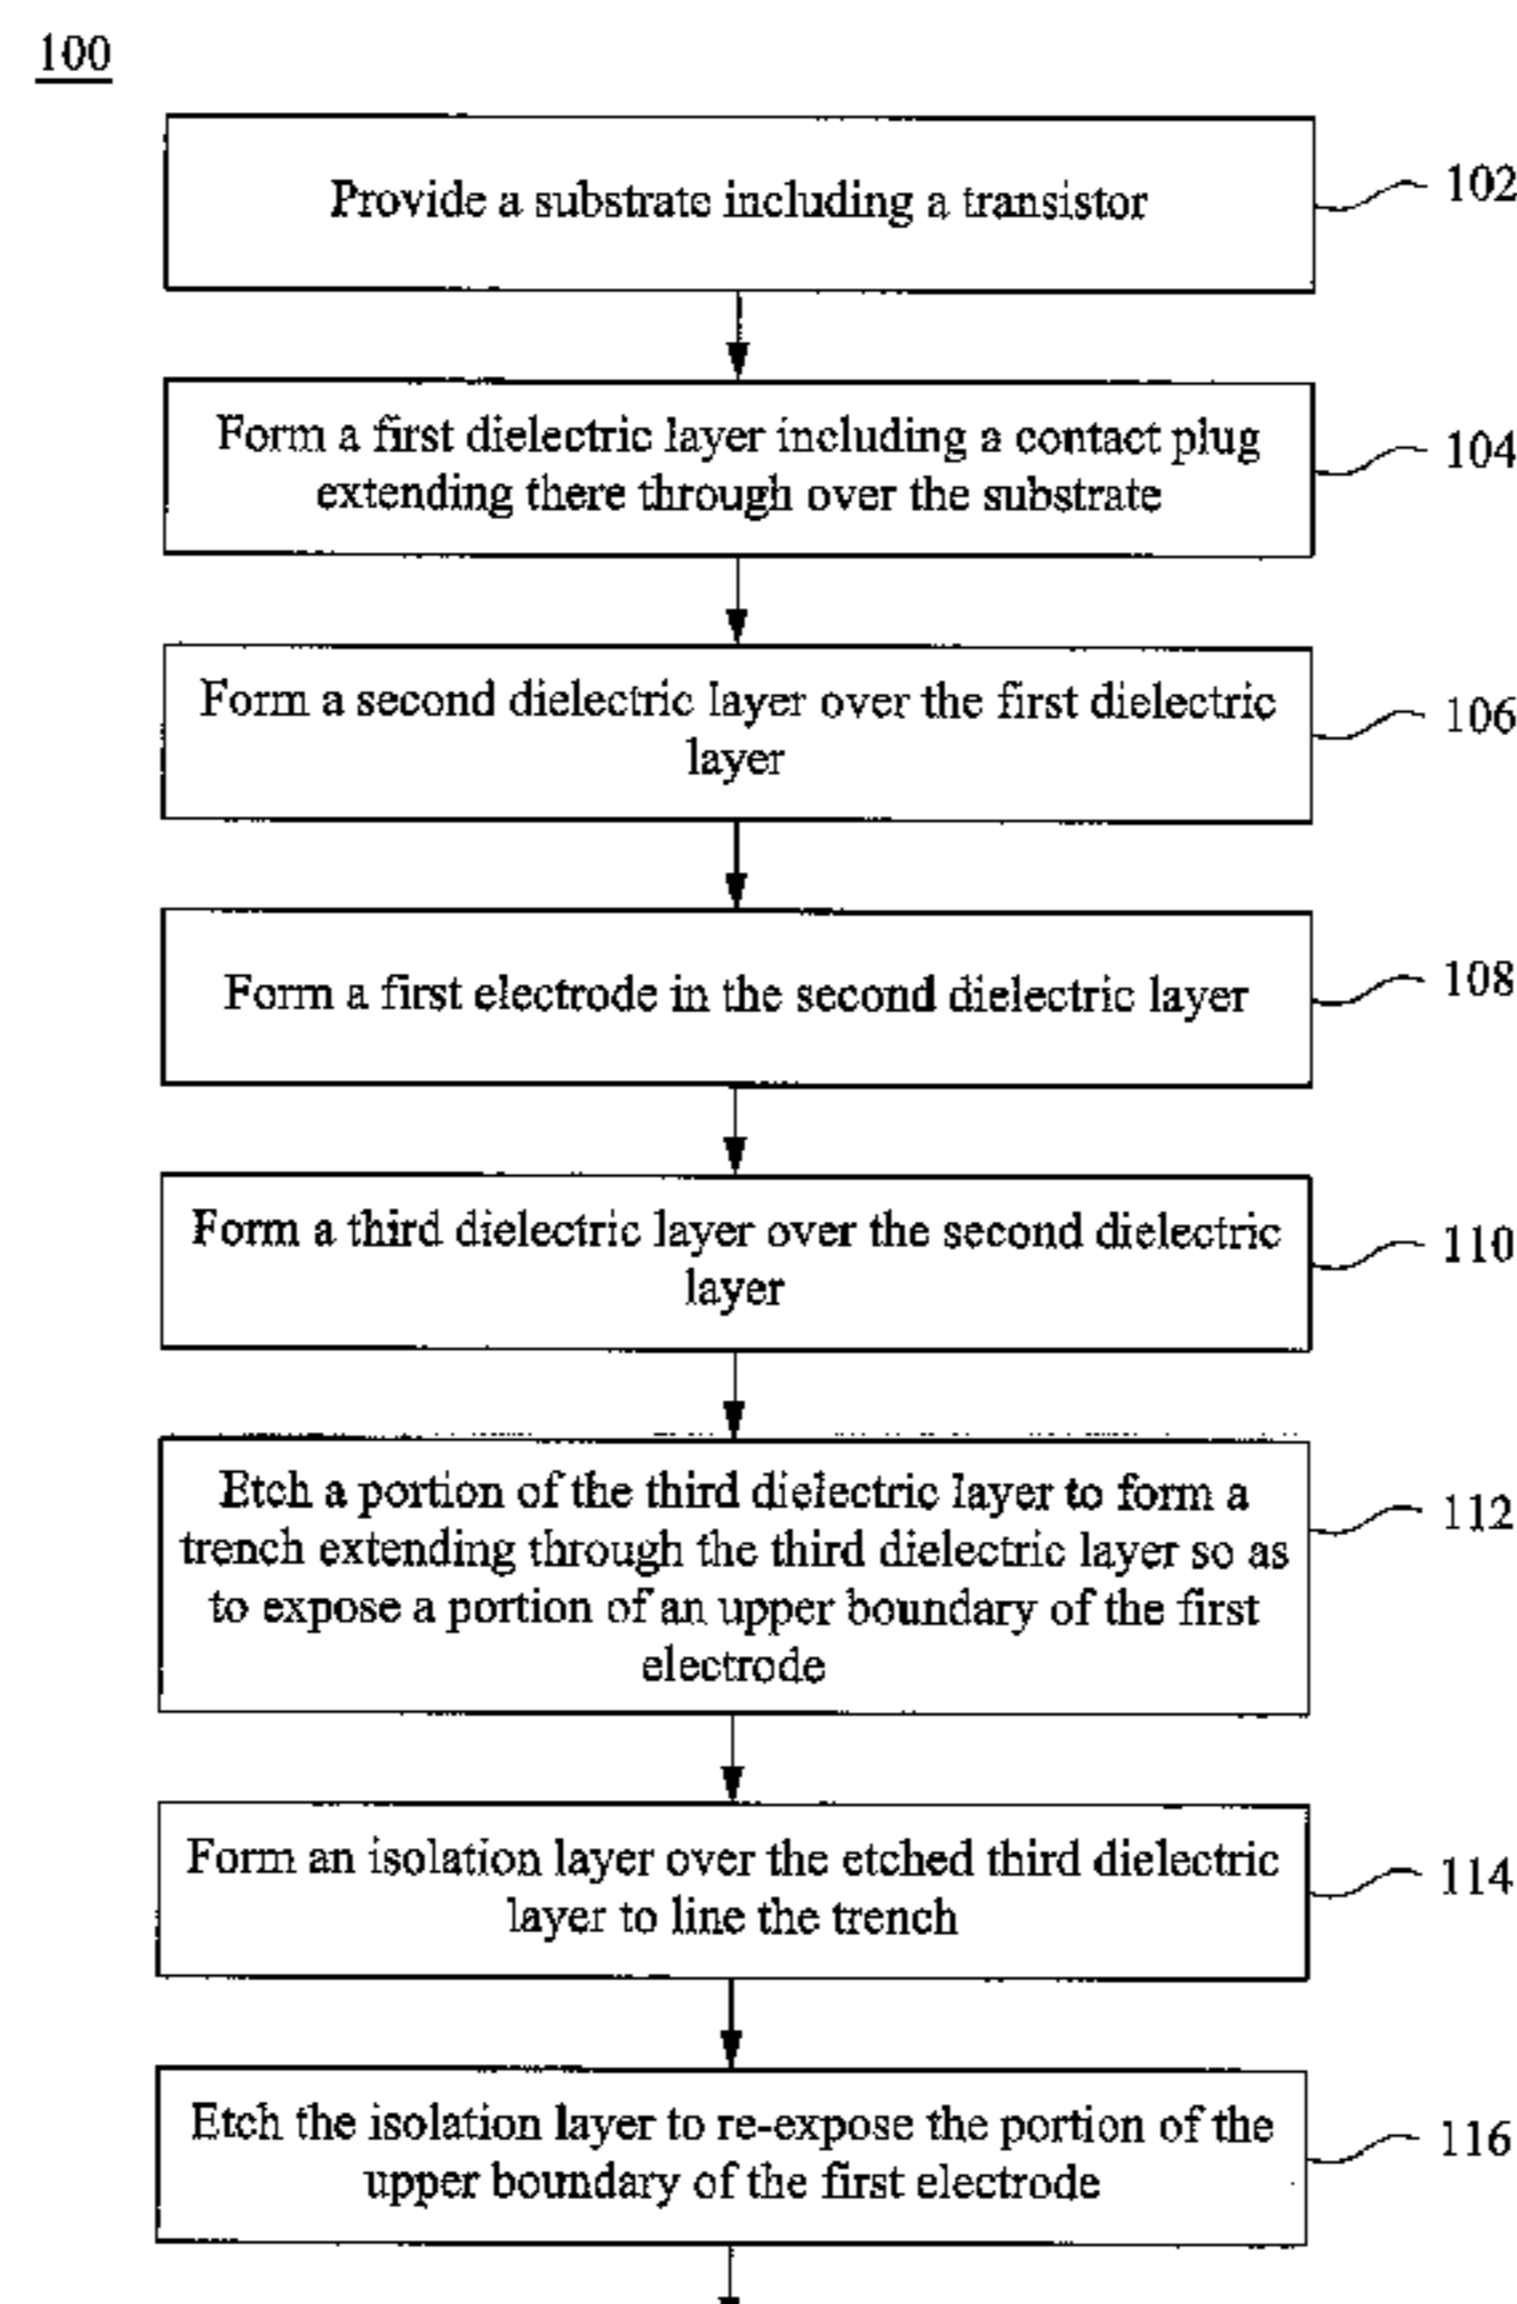 100
Provide a substrate including a transistor
102
Form a first dielectric layer including a contact plug
extending there through over the substrate
104
Form a second dielectric layer over the first dielectric
layer
106
Form a first electrode in the second dielectric layer
108
Form a third dielectric layer over the second dielectric
layer
110
Etch a portion of the third dielectric layer to form a
trench extending through the third dielectric layer so as
to expose a portion of an upper boundary of the first
electrode
112
Form an isolation layer over the etched third dielectric
layer to line the trench
114
Etch the isolation layer to re-expose the portion of the
upper boundary of the first electrode
116